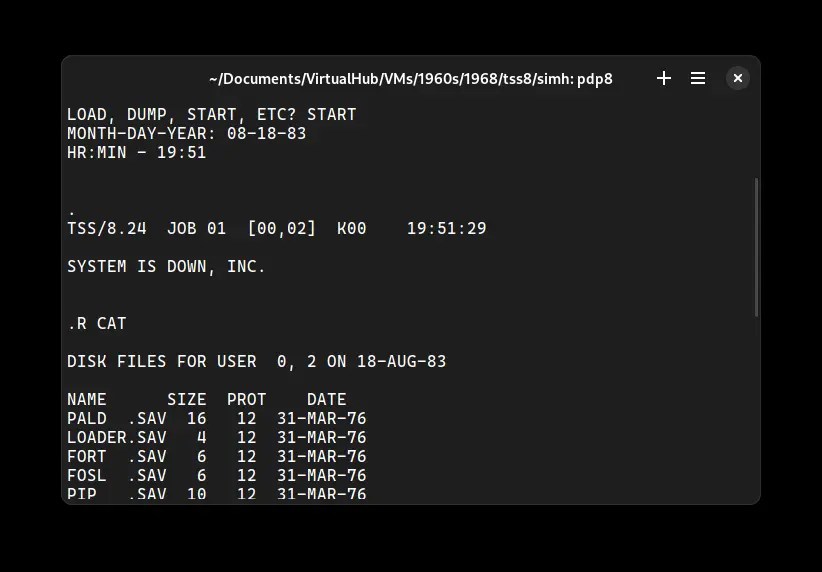 ~/Documents/VirtualHub/VMs/1960s/1968/tss8/simh: pdp8
LOAD, DUMP, START, ETC? START
MONTH-DAY-YEAR: 08-18-83
HR:MIN - 19:51
.
TSS/8.24  JOB 01  [00,02]  K00    19:51:29
SYSTEM IS DOWN, INC.
.R CAT
DISK FILES FOR USER  0, 2 ON 18-AUG-83
NAME      SIZE  PROT    DATE
PALD  .SAV  16   12  31-MAR-76
LOADER.SAV   4   12  31-MAR-76
FORT  .SAV   6   12  31-MAR-76
FOSL  .SAV   6   12  31-MAR-76
PIP   .SAV  10   12  31-MAR-76